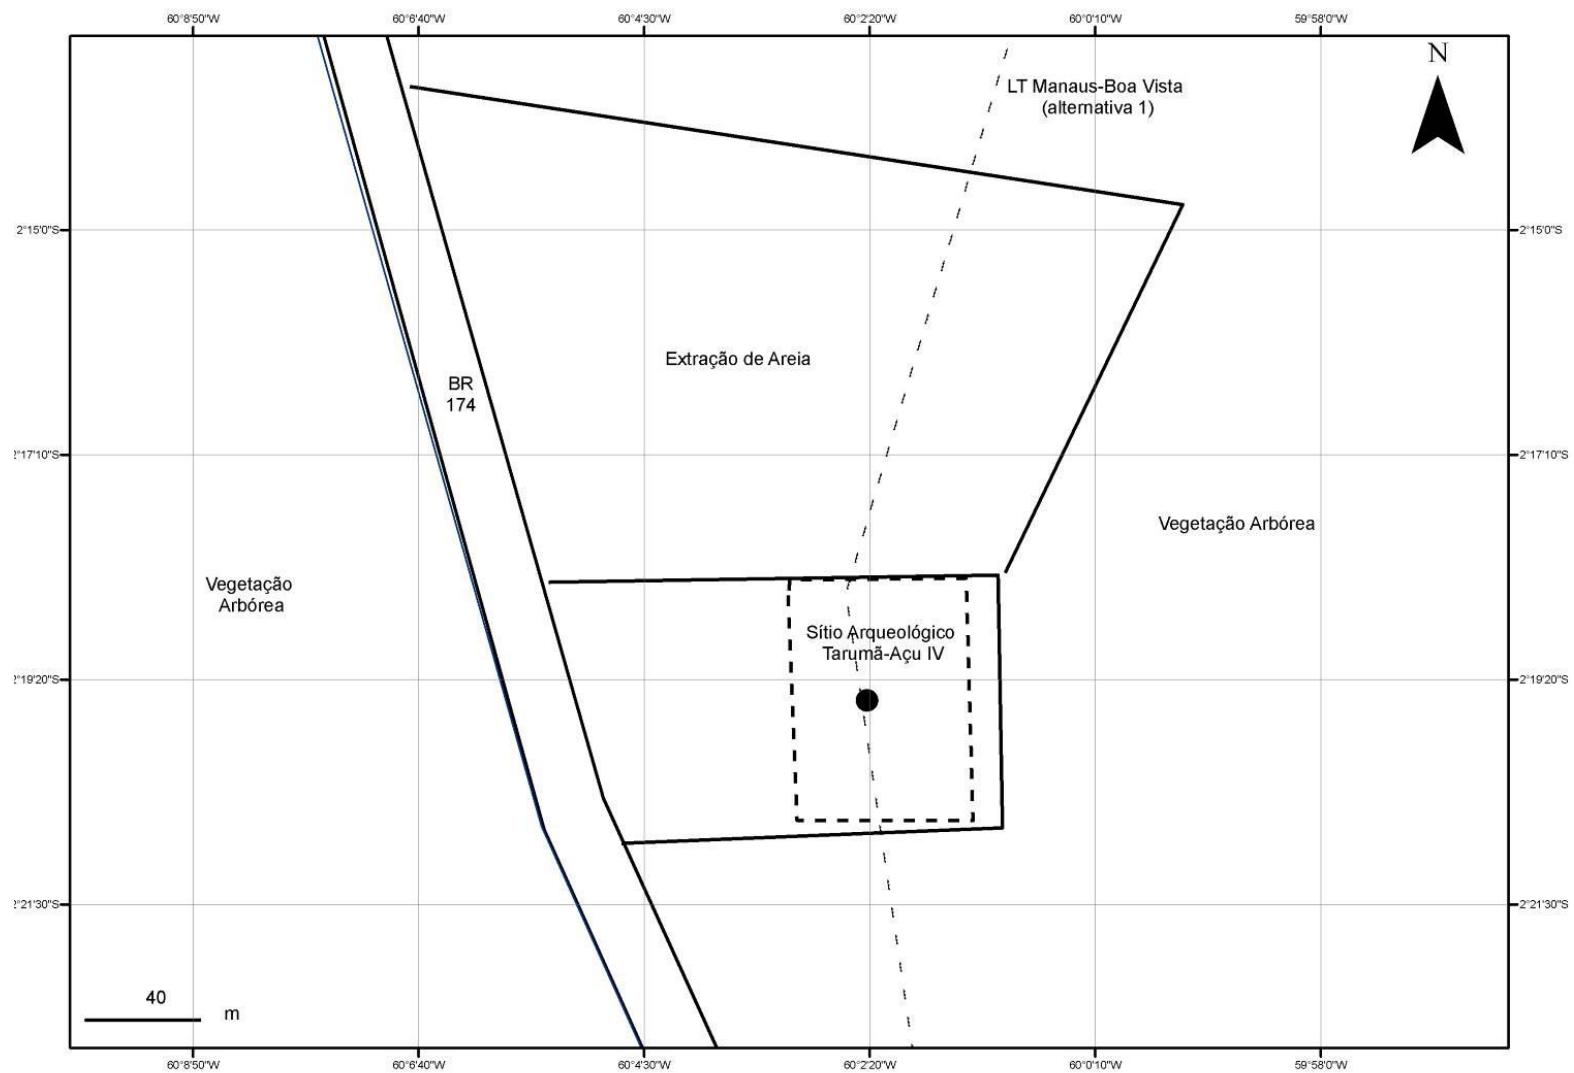 60°8'50"W
60°6'40"W
60°4'30"W
60°2'20"W
60°0'10"W
59°58'0"W
N
LT Manaus-Boa Vista
(alternativa 1)
2°15'0"S
2°15'0"S
Extração de Areia
BR
174
2°17'10"S
2°17'10"S
Vegetação Arbórea
Vegetação
Arbórea
Sítio Arqueológico
Tarumã-Açu IV
2°19'20"S
2°19'20"S
2°21'30"S
2°21'30"S
40
m
60°8'50"W
60°6'40"W
60°4'30"W
60°2'20"W
60°0'10"W
59°58'0"W